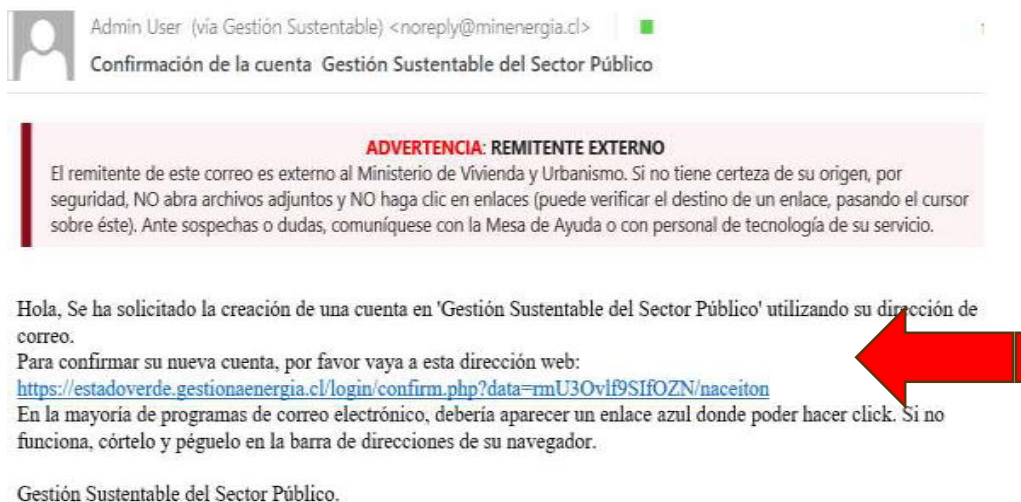 Admin User (vía Gestión Sustentable) <noreply@minenergia.cl>
Confirmación de la cuenta Gestión Sustentable del Sector Público
ADVERTENCIA: REMITENTE EXTERNO
El remitente de este correo es externo al Ministerio de Vivienda y Urbanismo. Si no tiene certeza de su origen, por
seguridad, NO abra archivos adjuntos y NO haga clic en enlaces (puede verificar el destino de un enlace, pasando el cursor
sobre éste). Ante sospechas o dudas, comuníquese con la Mesa de Ayuda o con personal de tecnología de su servicio.
Hola, Se ha solicitado la creación de una cuenta en 'Gestión Sustentable del Sector Público' utilizando su dirección de
correo.
Para confirmar su nueva cuenta, por favor vaya a esta dirección web:
https://estadoverde.gestionaenergia.cl/login/confirm.php?data=rmU3Ovlf9SIfOZN/naceiton
En la mayoría de programas de correo electrónico, debería aparecer un enlace azul donde poder hacer click. Si no
funciona, córtelo y péguelo en la barra de direcciones de su navegador.
Gestión Sustentable del Sector Público.